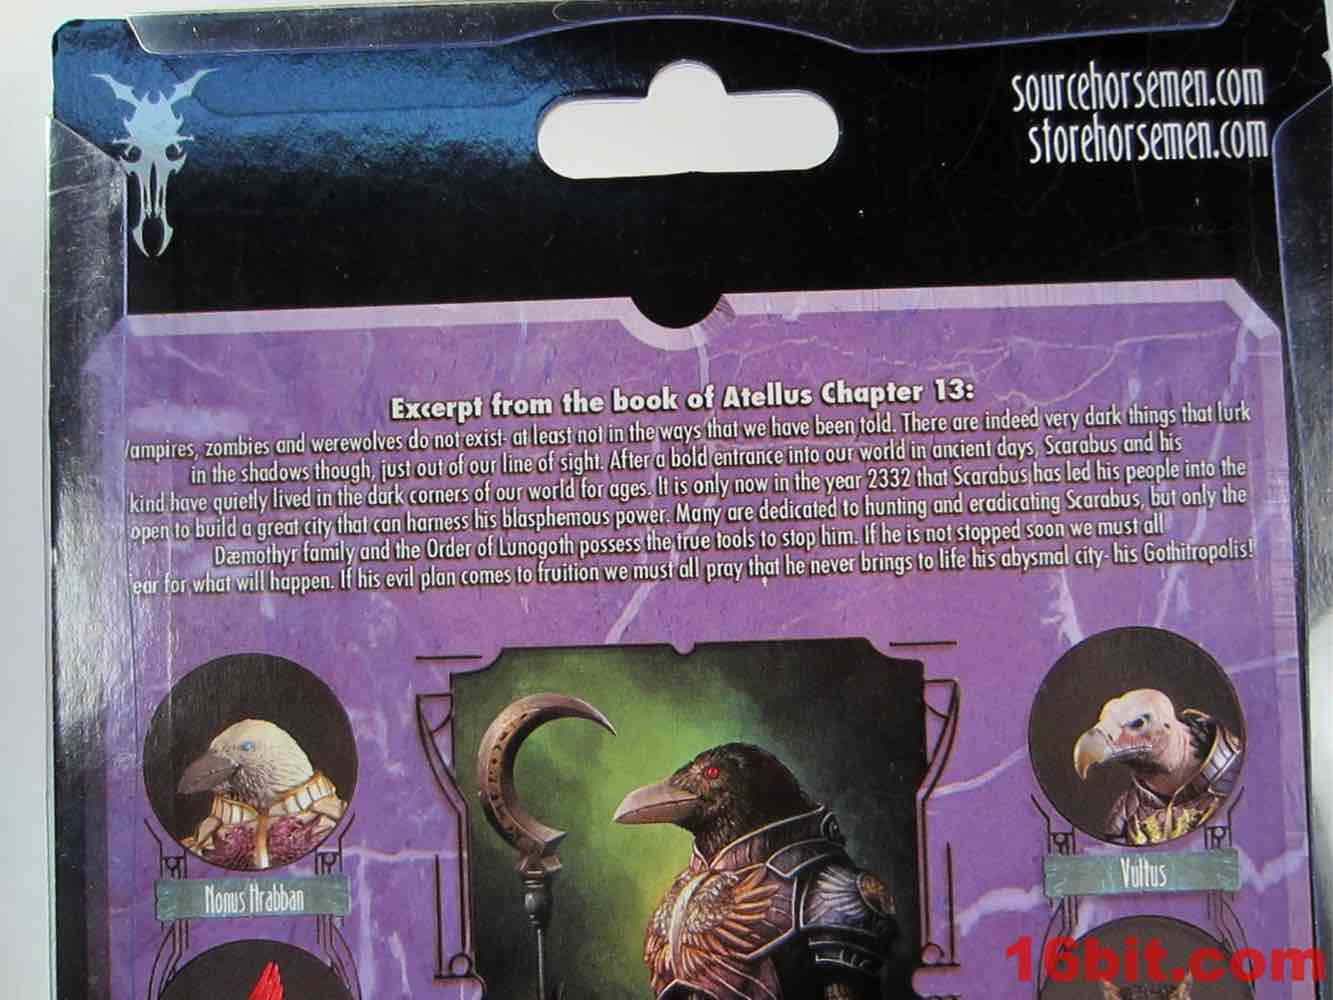 sourcehorsemen.com
storehorsemen.com
Excerpt from the book of Atellus Chapter 13:
ampires, zombies and werewolves do not exist- at least not in the ways that we have been told. There are indeed very dark things that lurk
in the shadows though, just out of our line of sight. After a bold entrance into our world in ancient days, Scarabus and his
kind have quietly lived in the dark corners of our world for ages. It is only now in the year 2332 that Scarabus has led his people into the
open to build a great city that can harness his blasphemous power. Many are dedicated to hunting and eradicating Scarabus, but only the
Dæmothyr family and the Order of Lunogoth possess the true tools to stop him. If he is not stopped soon we must all
ear for what will happen. If his evil plan comes to fruition we must all pray that he never brings to life his abysmal city- his Gothitropolis!
Nonus Hrabban
Vultus
16bit.com